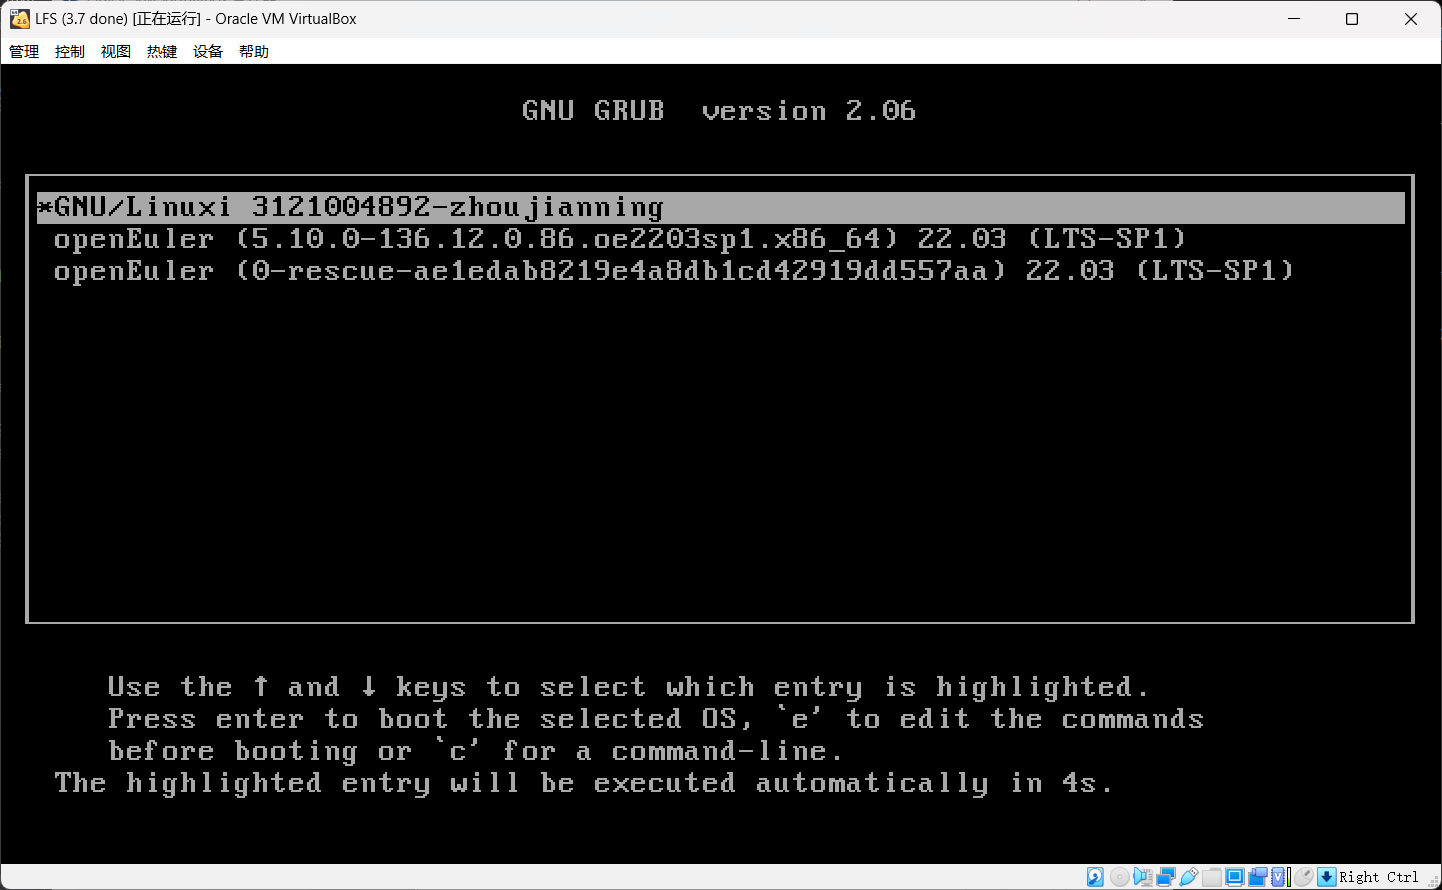 LFS (3.7 done) [正在运行] - Oracle VM VirtualBox
管理 控制 视图 热键 设备 帮助
GNU GRUB  version 2.06
*GNU/Linuxi 3121004892-zhoujianning
openEuler (5.10.0-136.12.0.86.oe2203sp1.x86_64) 22.03 (LTS-SP1)
openEuler (0-rescue-ae1edab8219e4a8db1cd42919dd557aa) 22.03 (LTS-SP1)
Use the ↑ and ↓ keys to select which entry is highlighted.
Press enter to boot the selected OS, `e' to edit the commands
before booting or `c' for a command-line.
The highlighted entry will be executed automatically in 4s.
Right Ctrl